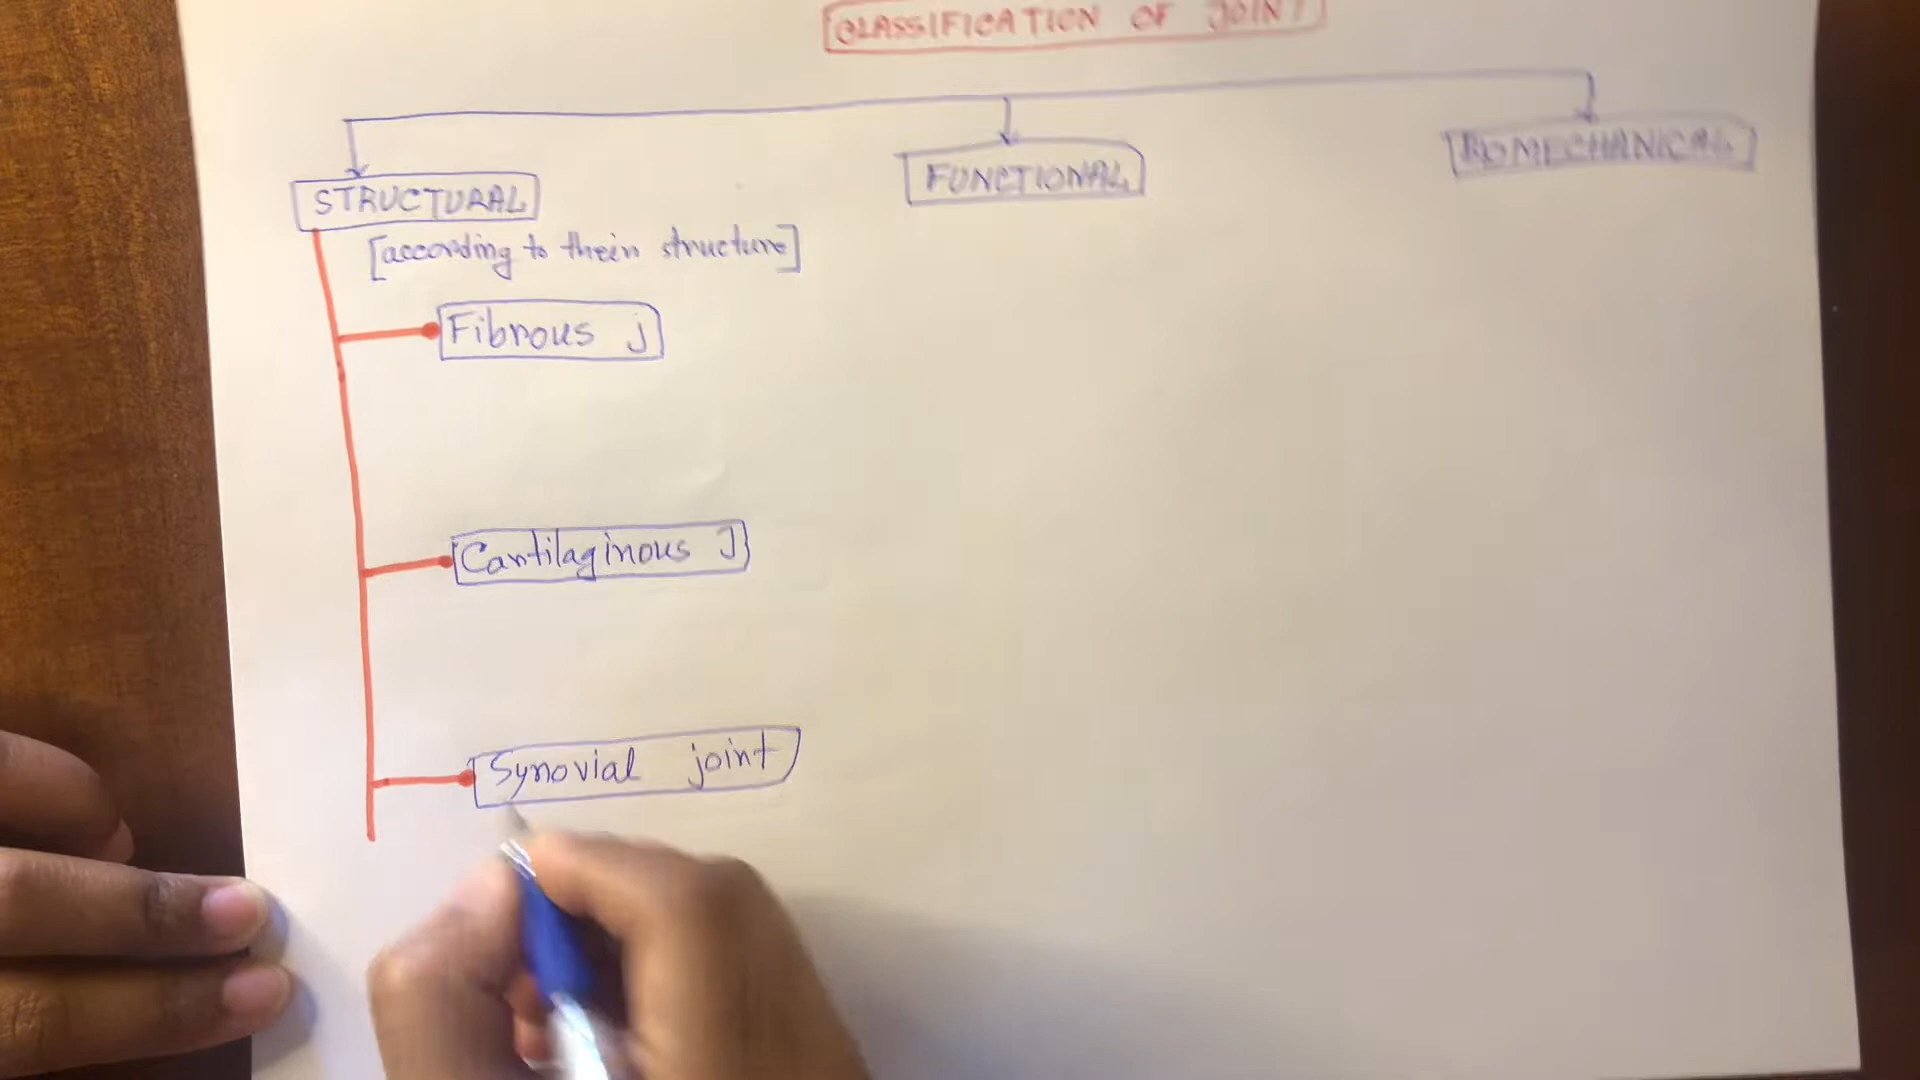 CLASSIFICATION OF JOINT
STRUCTURAL
FUNCTIONAL
BIOMECHANICAL
[according to their structure]
Fibrous j
Cartilaginous J
Synovial joint